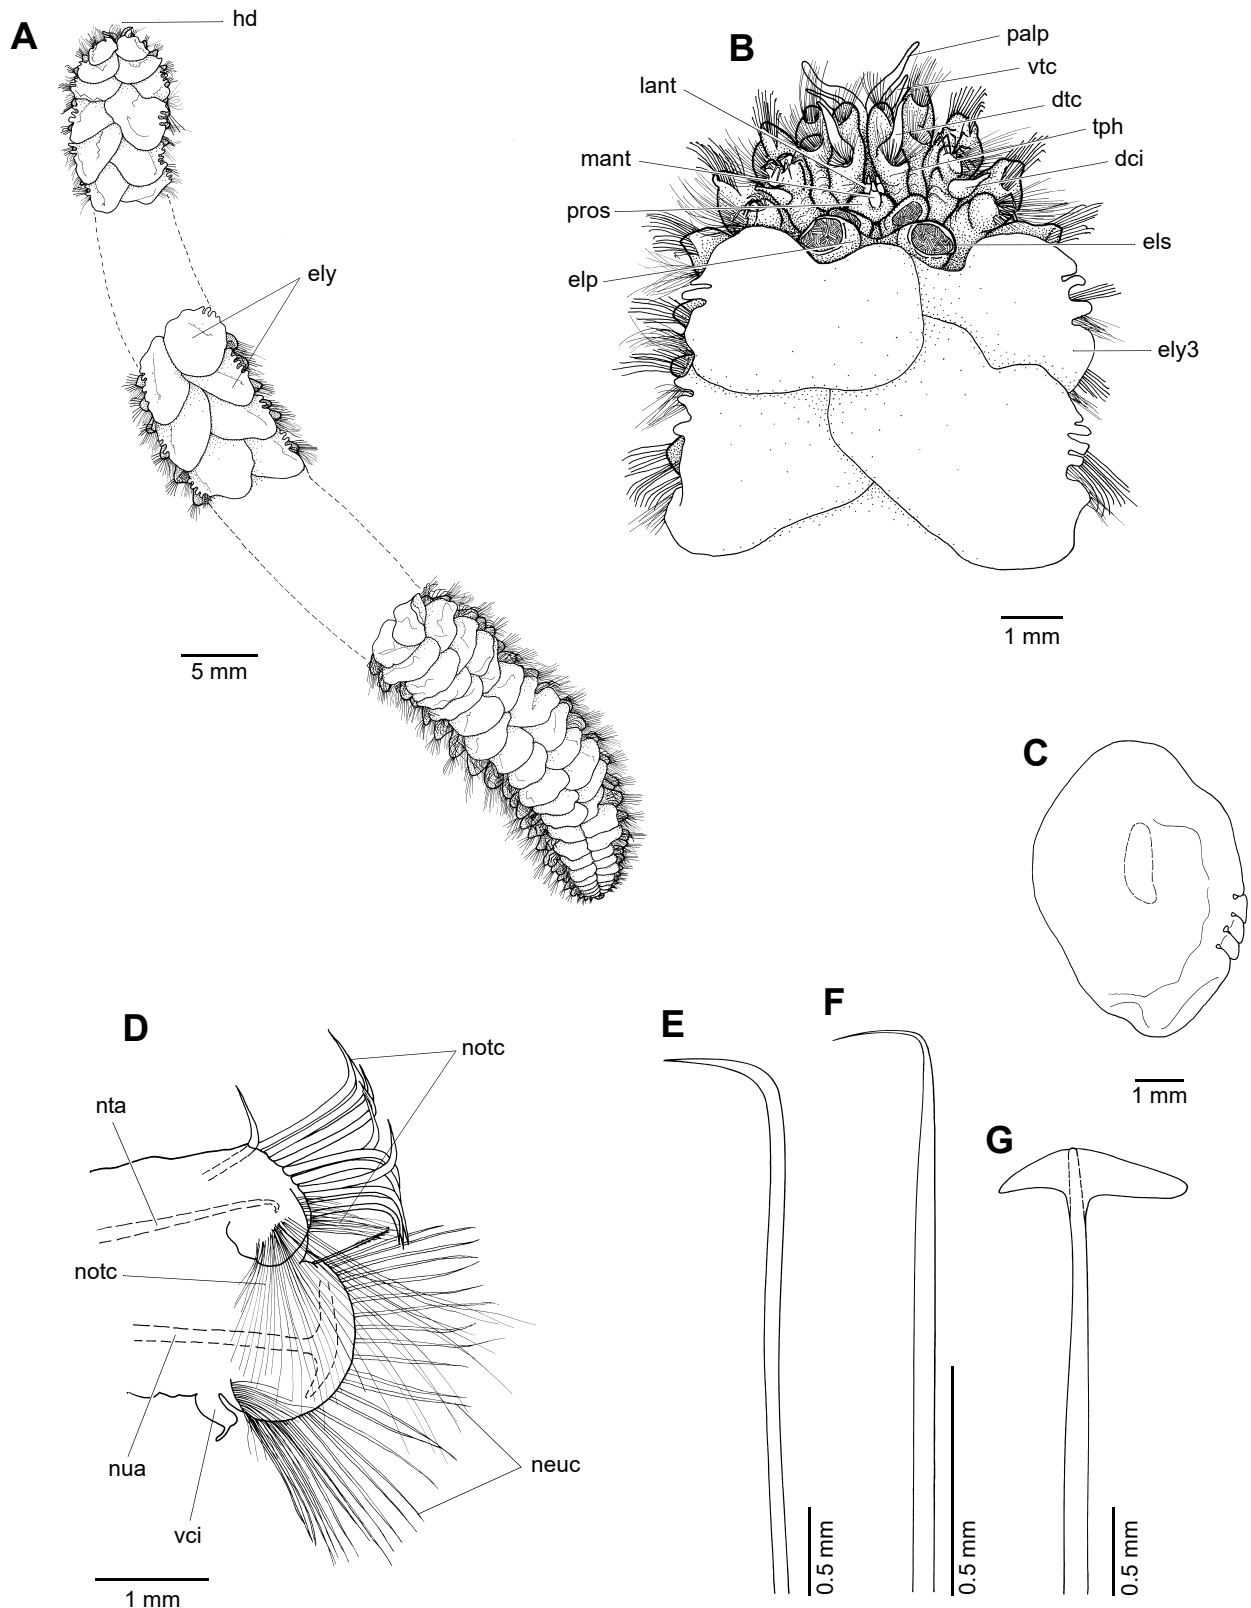 A
hd
ely
5 mm
B
palp
vtc
lant
dtc
tph
mant
dci
pros
els
elp
ely3
1 mm
C
1 mm
D
notc
nta
notc
nua
vci
neuc
1 mm
E
0.5 mm
F
0.5 mm
G
0.5 mm